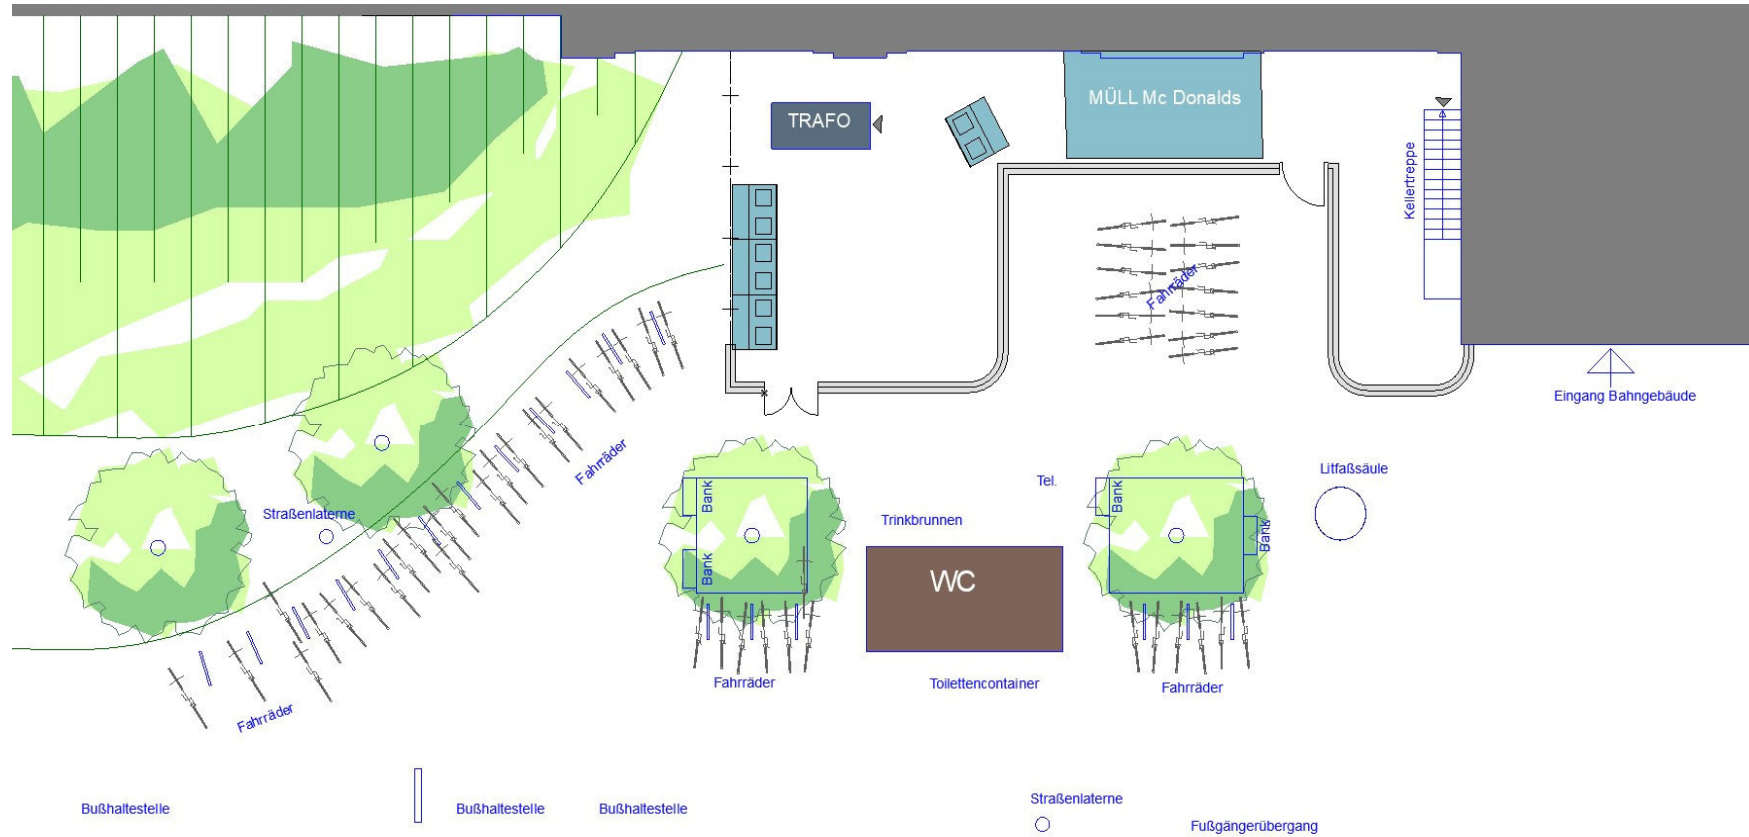 MÜLL Mc Donalds
TRAFO
Kellertreppe
Fahrräder
Eingang Bahngebäude
Fahrräder
Litfaßsäule
Tel.
Bank
Bank
Straßenlaterne
Trinkbrunnen
Bank
Bank
WC
Toilettencontainer
Fahrräder
Fahrräder
Fahrräder
Bußhaltestelle
Bußhaltestelle
Bußhaltestelle
Straßenlaterne
Fußgängerübergang